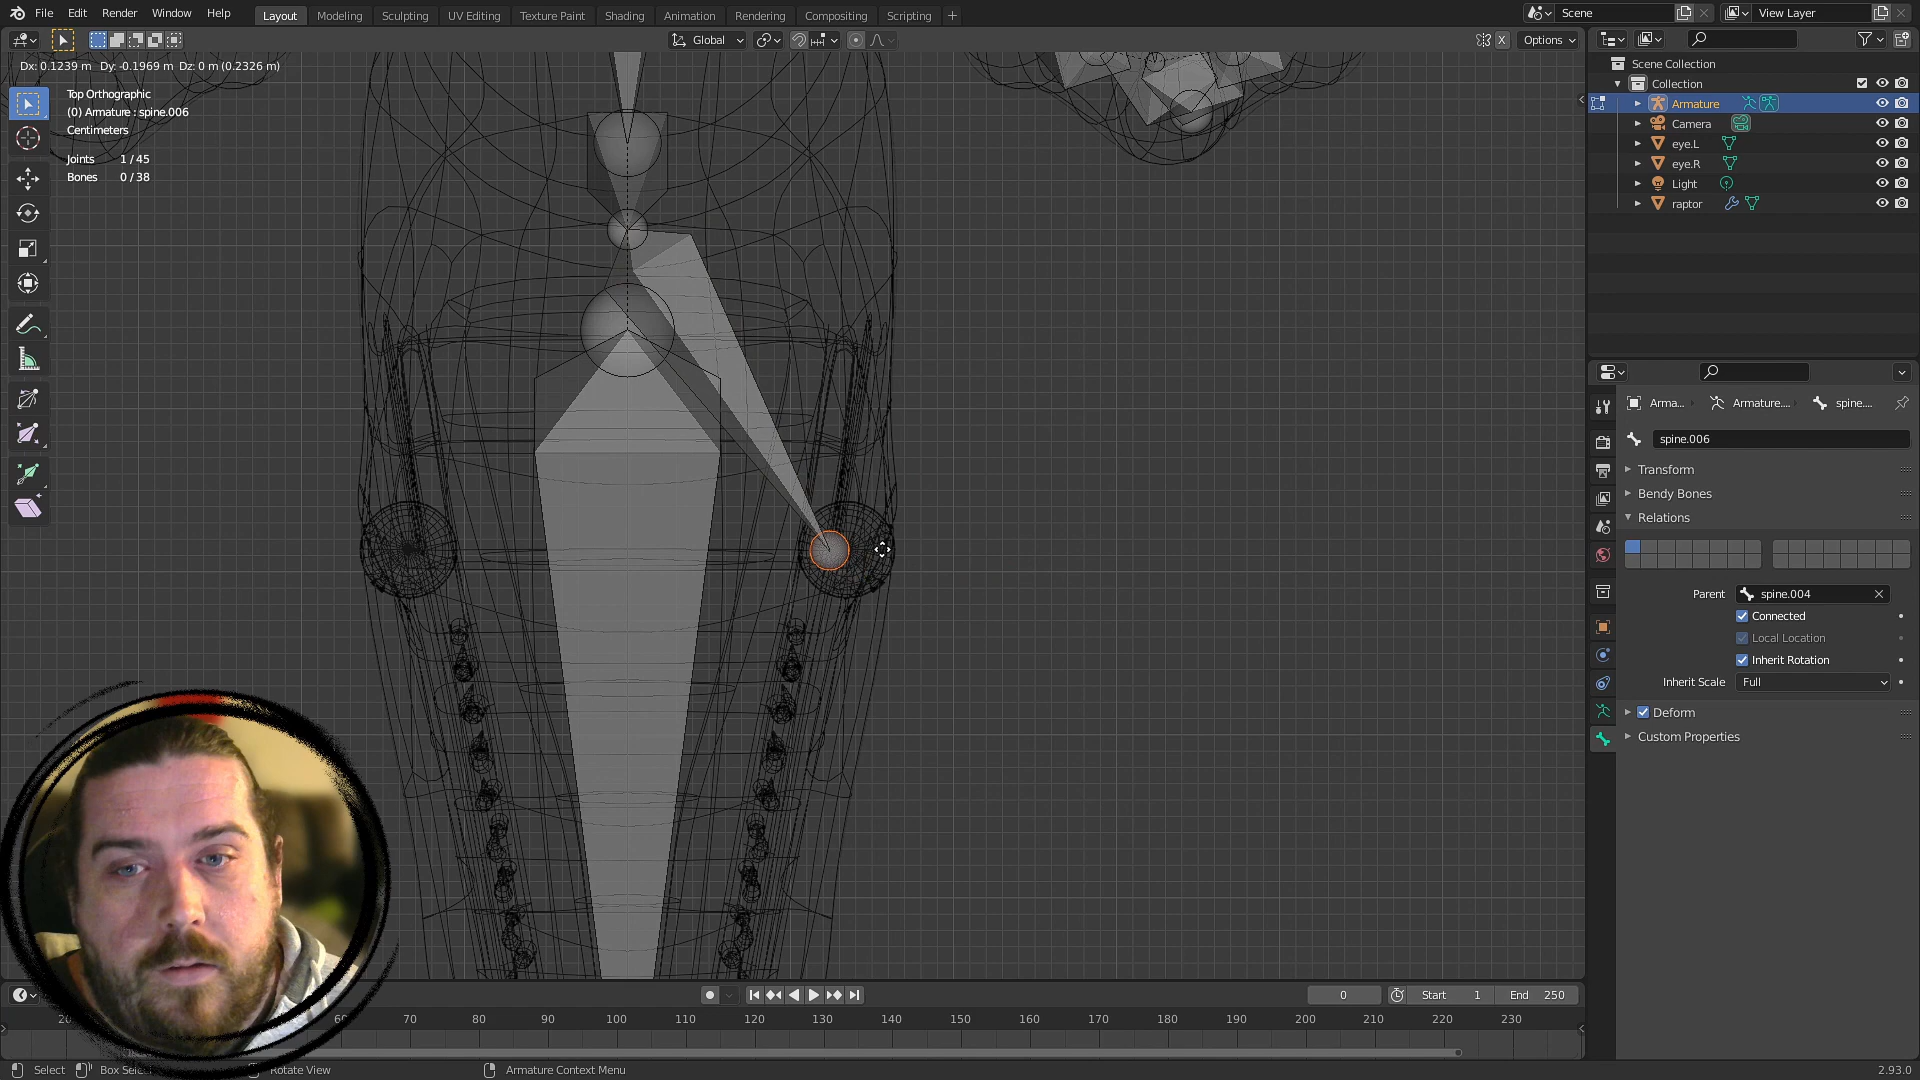 File Edit Render Window Help
Layout Modeling Sculpting UV Editing Texture Paint Shading Animation Rendering Compositing Scripting +
Scene
View Layer
Global
X
Options
Dx: 0.1239 m Dy: -0.1969 m Dz: 0 m (0.2326 m)
Top Orthographic
(0) Armature : spine.006
Centimeters
Joints 1 / 45
Bones 0 / 38
Scene Collection
Collection
Armature
Camera
eye.L
eye.R
Light
raptor
Arma...
Armature....
spine....
spine.006
Transform
Bendy Bones
Relations
Parent spine.004
Connected
Local Location
Inherit Rotation
Inherit Scale Full
Deform
Custom Properties
0
Start 1
End 250
20 60 70 80 90 100 110 120 130 140 150 160 170 180 190 200 210 220 230
Select
Rotate View
Armature Context Menu
2.93.0